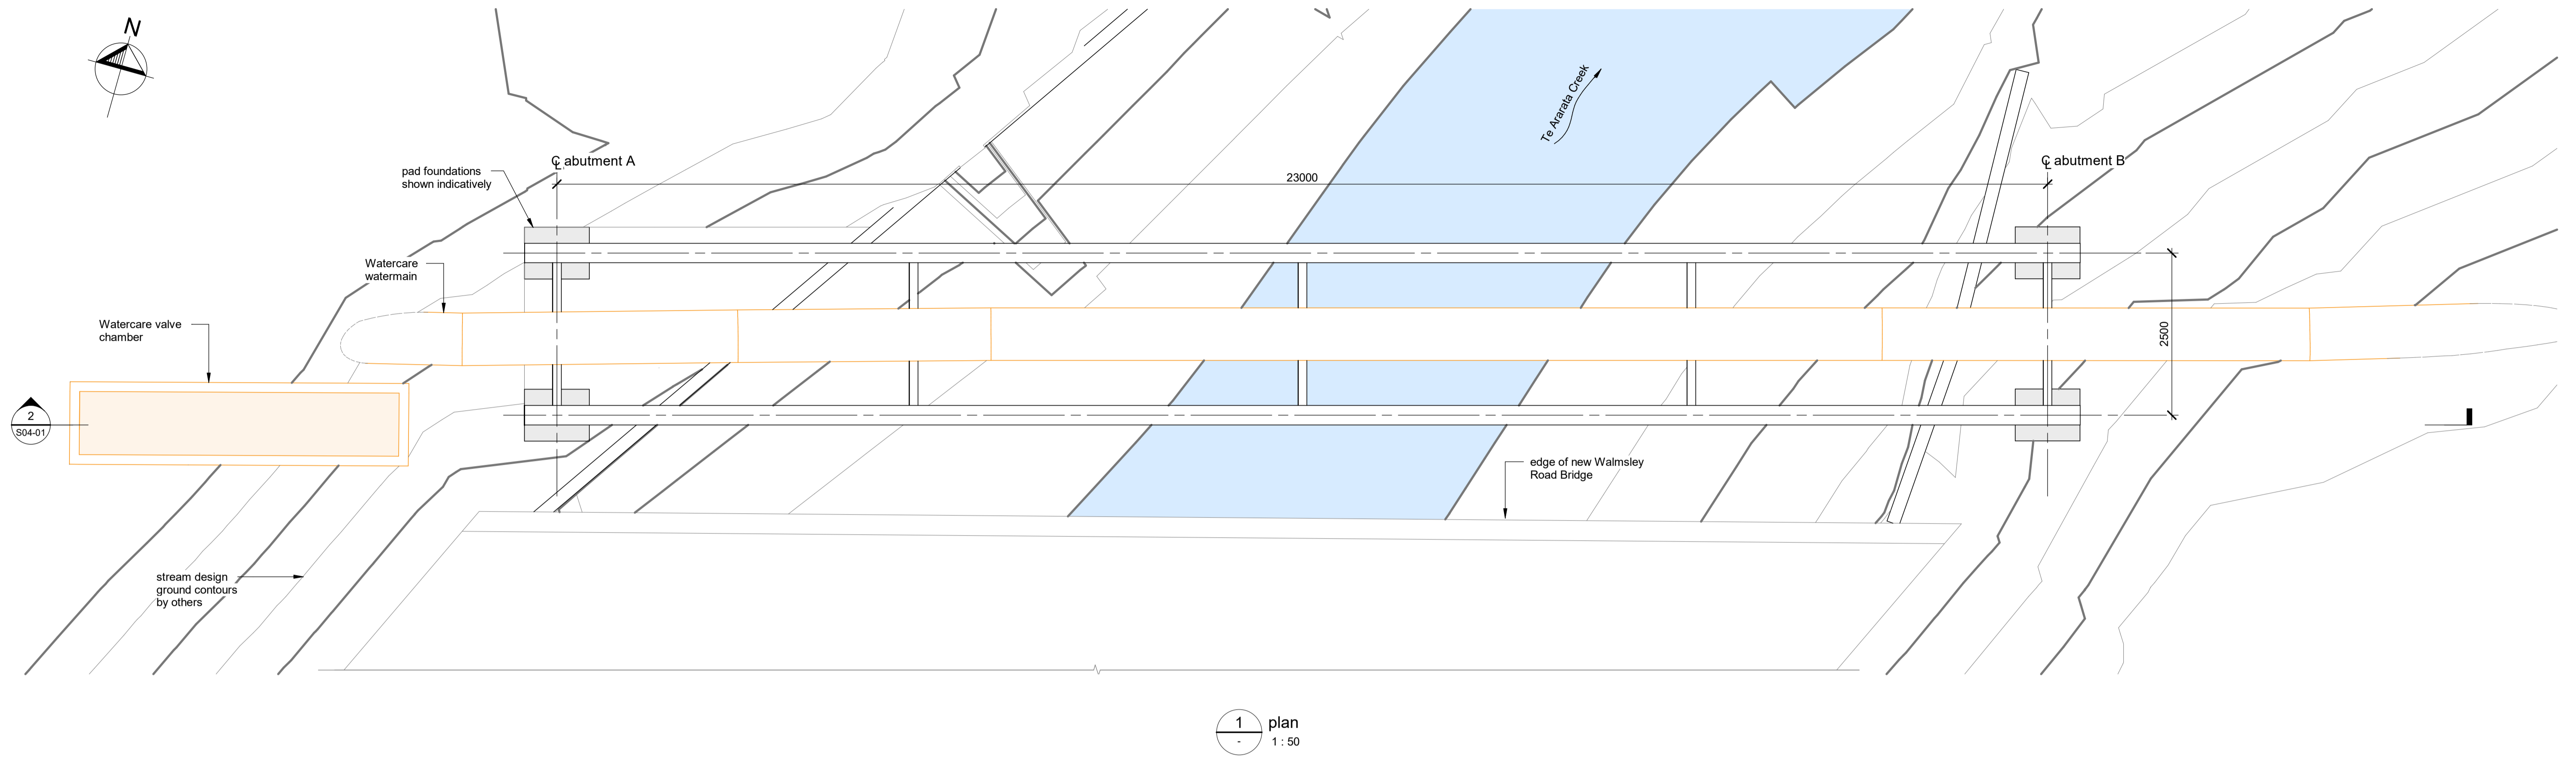 N
℄ abutment A
℄ abutment B
pad foundations
shown indicatively
23000
Te Ararata Creek
Watercare
watermain
Watercare valve
chamber
2500
2
S04-01
edge of new Walmsley
Road Bridge
stream design
ground contours
by others
1
-
plan
1 : 50